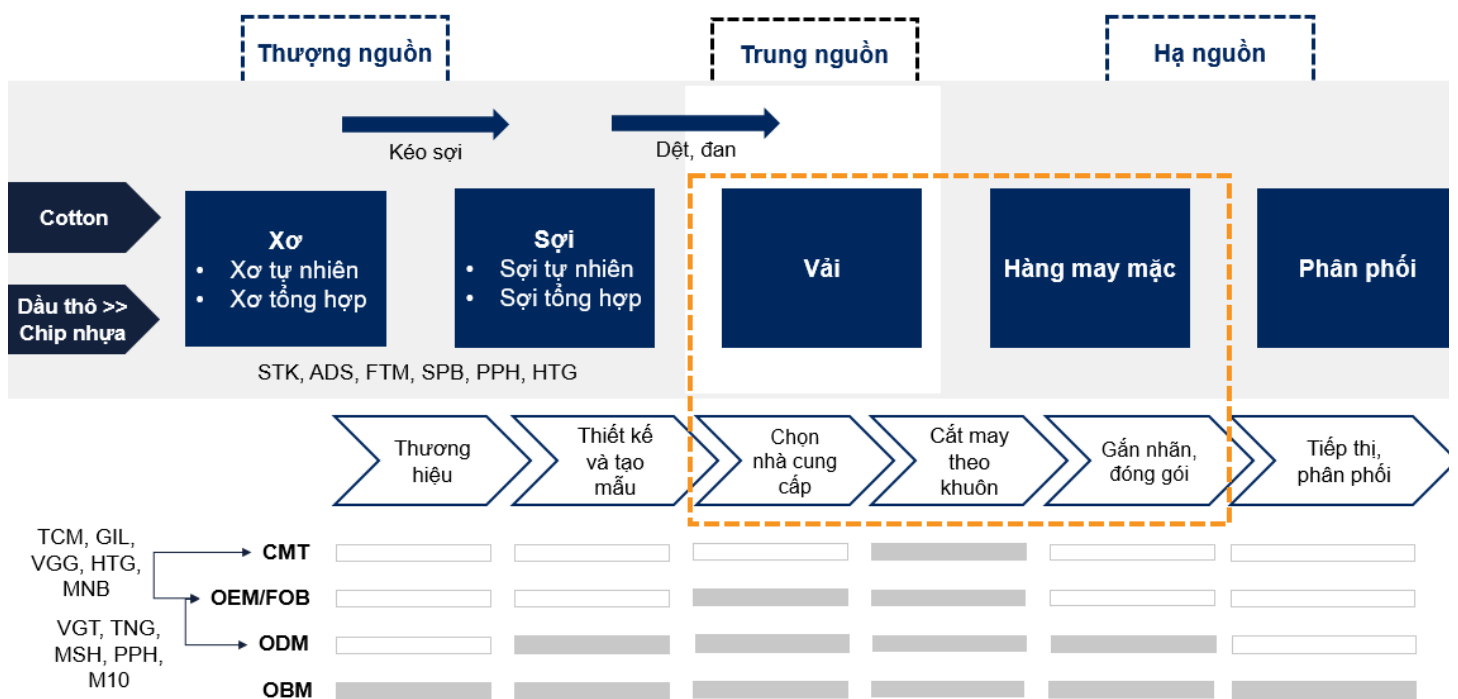 Thượng nguồn
Trung nguồn
Hạ nguồn
Kéo sợi
Dệt, đan
Cotton
Dầu thô >>
Chip nhựa
Xơ
• Xơ tự nhiên
• Xơ tổng hợp
Sợi
• Sợi tự nhiên
• Sợi tổng hợp
Vải
Hàng may mặc
Phân phối
STK, ADS, FTM, SPB, PPH, HTG
Thương
hiệu
Thiết kế
và tạo
mẫu
Chọn
nhà cung
cấp
Cắt may
theo
khuôn
Gắn nhãn,
đóng gói
Tiếp thị,
phân phối
TCM, GIL,
VGG, HTG,
MNB
VGT, TNG,
MSH, PPH,
M10
CMT
OEM/FOB
ODM
OBM